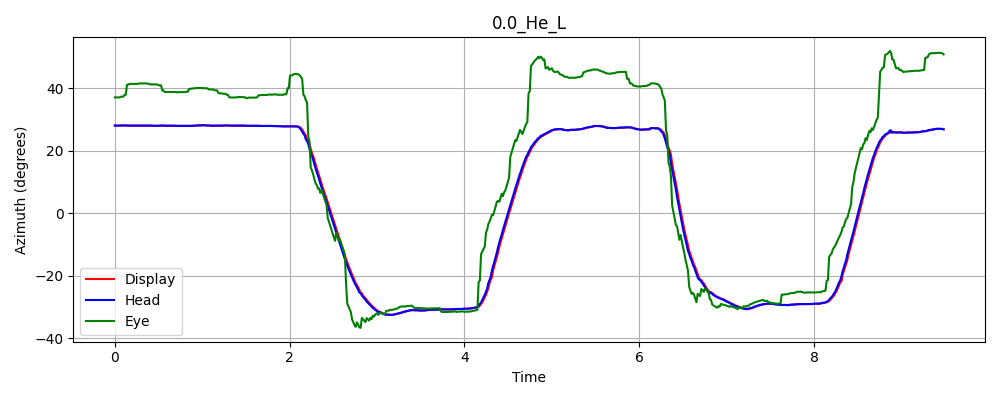 0.0_He_L
Azimuth (degrees)
40
20
0
−20
−40
Display
Head
Eye
0 2 4 6 8
Time